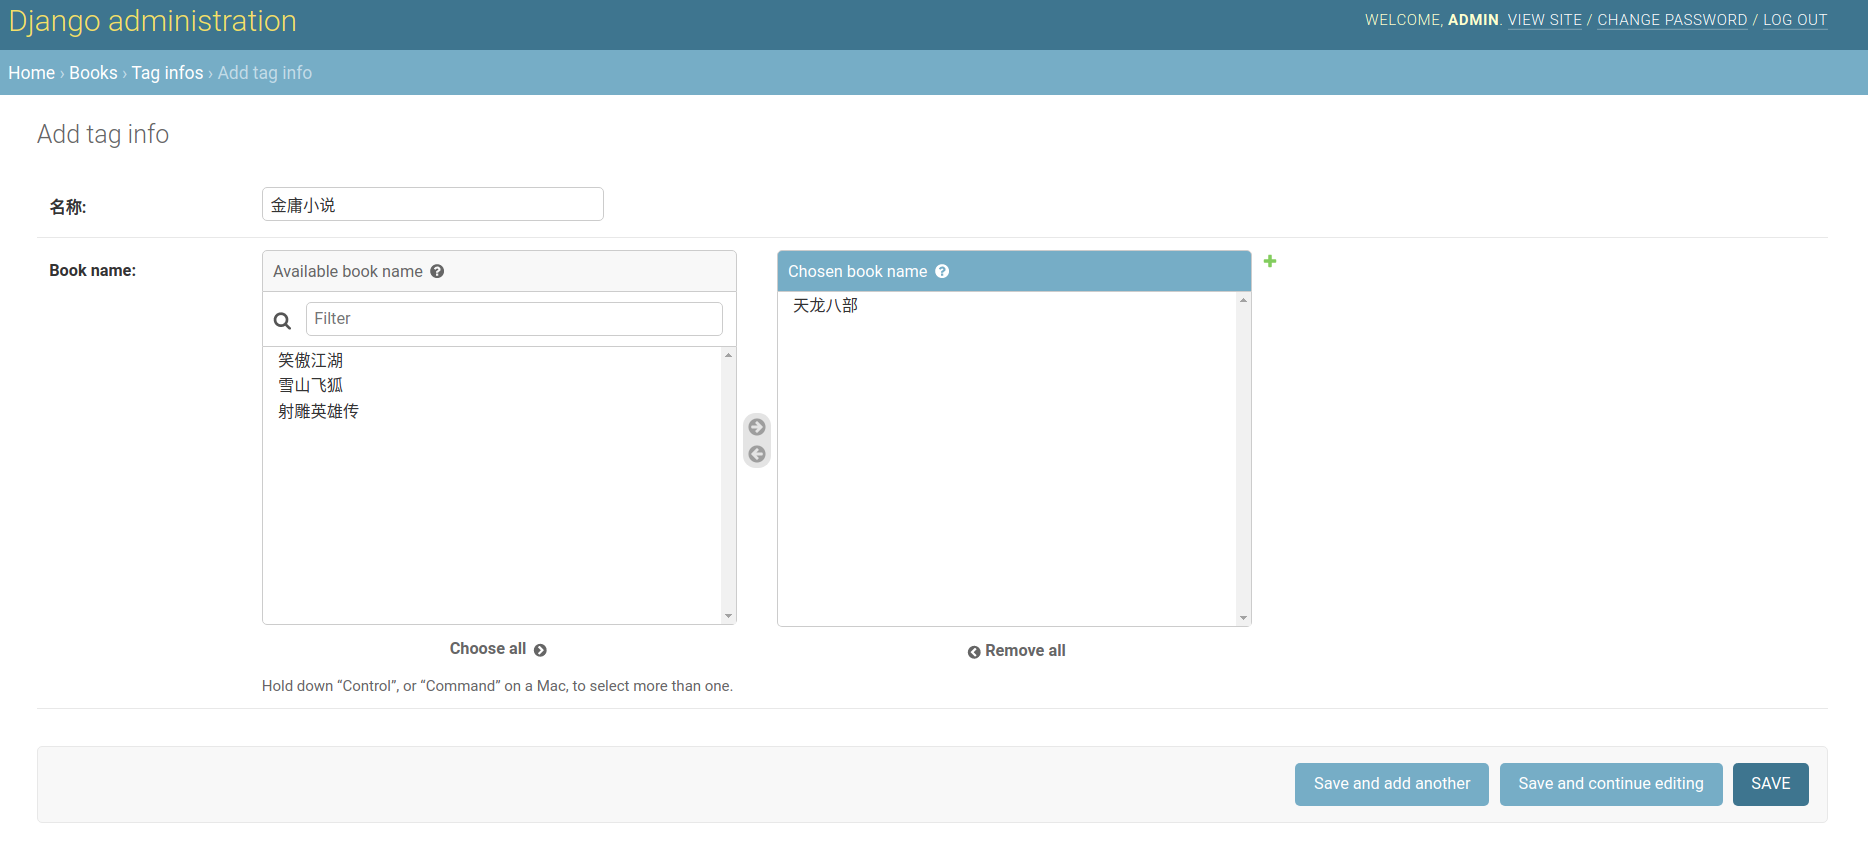 Django administration
WELCOME, ADMIN. VIEW SITE / CHANGE PASSWORD / LOG OUT
Home › Books › Tag infos › Add tag info
Add tag info
名称:
金庸小说
Book name:
Available book name
Filter
笑傲江湖
雪山飞狐
射雕英雄传
Choose all
Chosen book name
天龙八部
Remove all
Hold down “Control”, or “Command” on a Mac, to select more than one.
Save and add another
Save and continue editing
SAVE